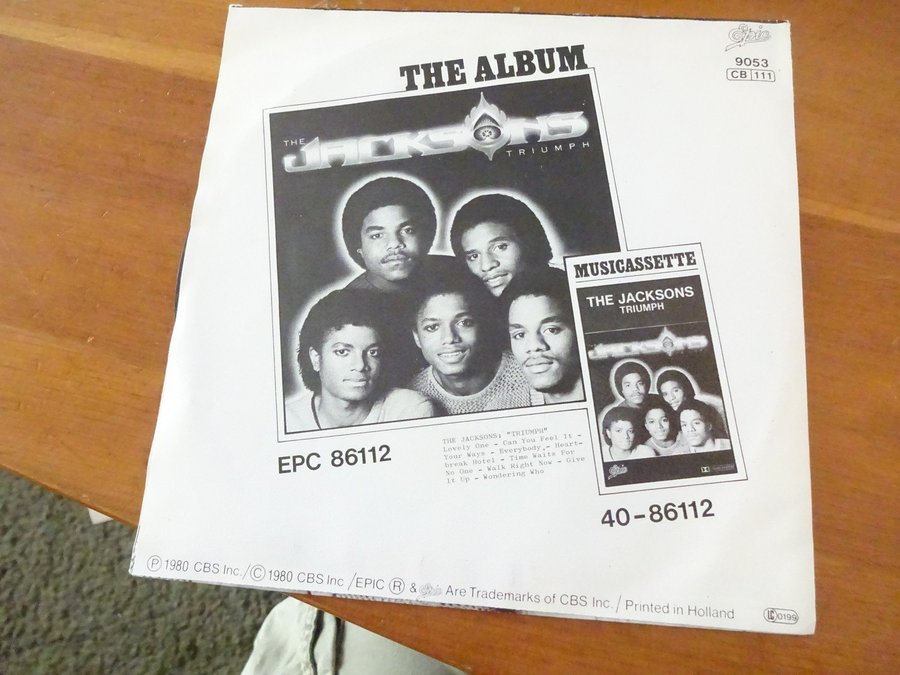 Epic
9053
CB 111
THE ALBUM
THE JACKSONS
TRIUMPH
MUSICASSETTE
THE JACKSONS
TRIUMPH
JACKSONS
Epic
EPC 86112
THE JACKSONS: "TRIUMPH"
Lovely One - Can You Feel It -
Your Ways - Everybody - Heart-
break Hotel - Time Waits For
No One - Walk Right Now - Give
It Up - Wondering Who
40-86112
Ⓟ 1980 CBS Inc./Ⓒ 1980 CBS Inc /EPIC Ⓡ & Epic Are Trademarks of CBS Inc./ Printed in Holland
LC 0199